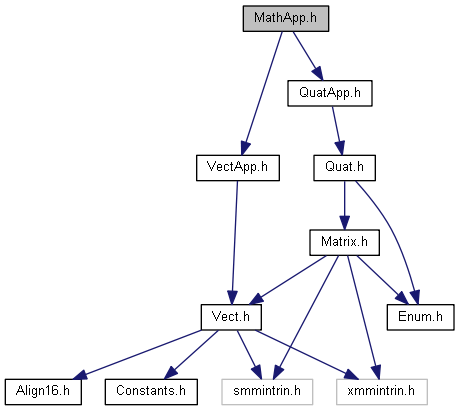 MathApp.h
QuatApp.h
VectApp.h
Quat.h
Matrix.h
Vect.h
Enum.h
Align16.h
Constants.h
smmintrin.h
xmmintrin.h